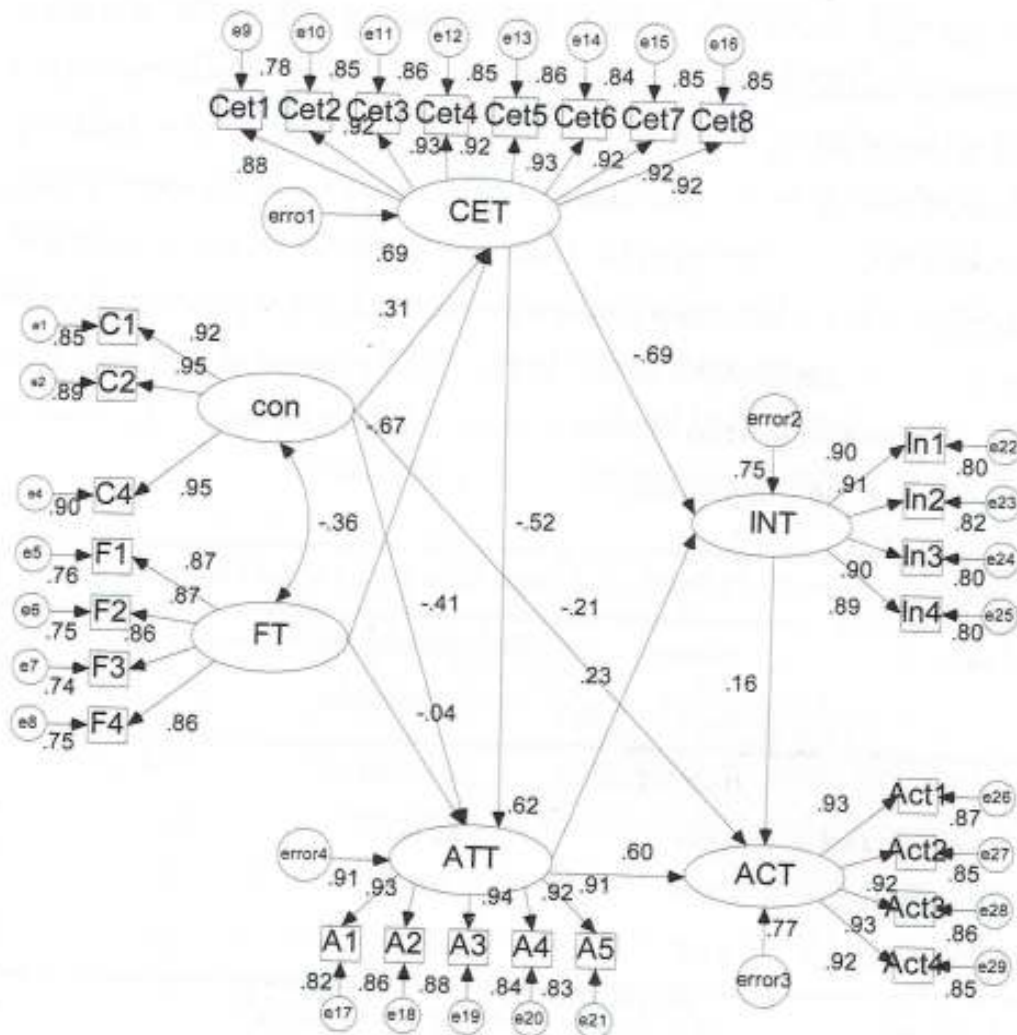 e9 e10 e11 e12 e13 e14 e15 e16
.78 .85 .86 .85 .86 .84 .85 .85
Cet1 Cet2 Cet3 Cet4 Cet5 Cet6 Cet7 Cet8
.88 .92 .93 .92 .93 .92 .92 .92
erro1 CET
.69
.31
-.69
e1 .85 C1 .92
e2 .89 C2 .95
con
-.67
e4 .90 C4 .95
-.36
-.52
error2
.75
INT
.90 In1 .80 e22
.91 In2 .82 e23
.90 In3 .80 e24
.89 In4 .80 e25
e5 .76 F1 .87
e6 .75 F2 .87
e7 .74 F3 .86
e8 .75 F4 .86
FT
-.41
-.21
.23
.16
-.04
.62
error4 ATT
.60
ACT
.91 .93 .94 .92 .91
A1 A2 A3 A4 A5
.82 .86 .88 .84 .83
e17 e18 e19 e20 e21
.77
error3
.93 Act1 .87 e26
.92 Act2 .85 e27
.93 Act3 .86 e28
.92 Act4 .85 e29